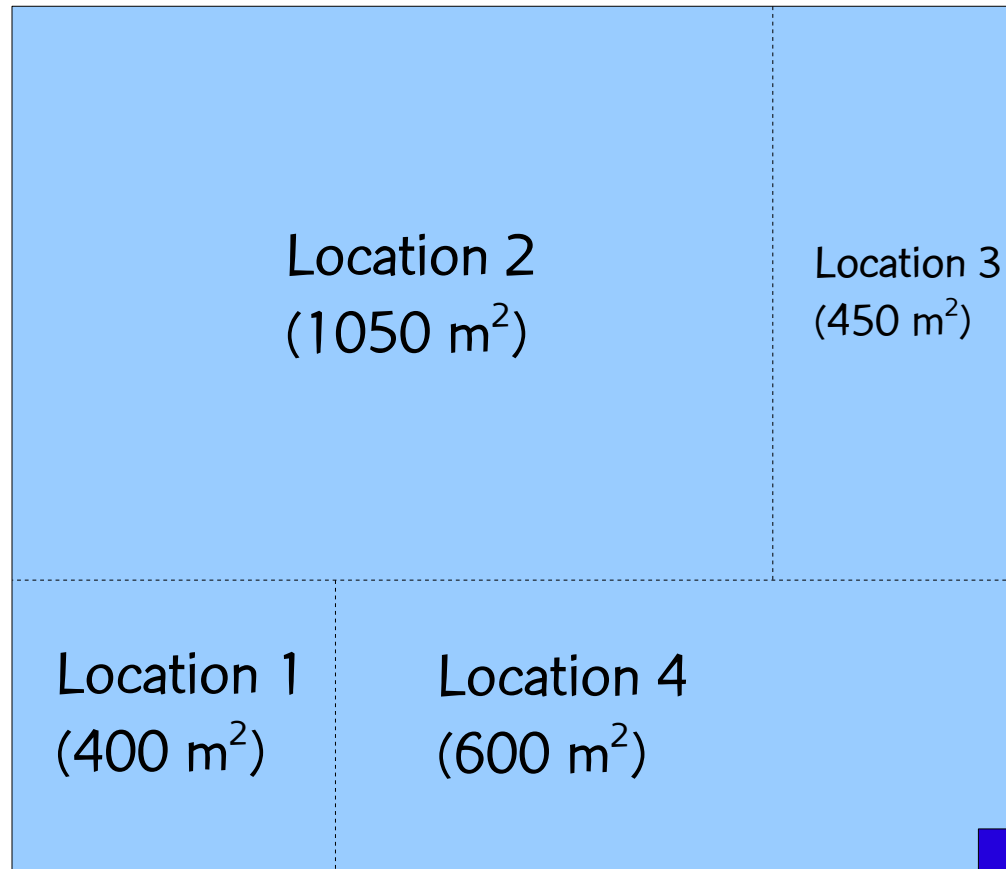 Location 2
(1050 m²)
Location 3
(450 m²)
Location 1
(400 m²)
Location 4
(600 m²)